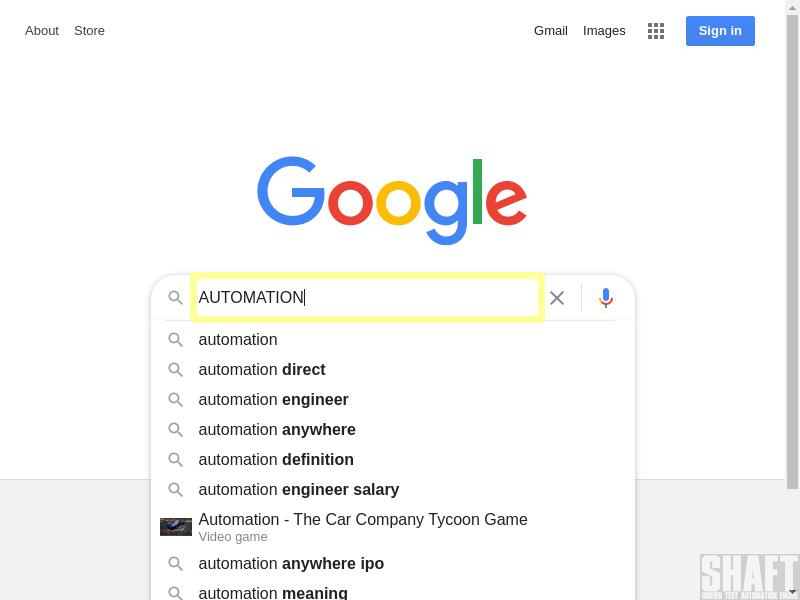 About Store Gmail Images Sign in
Google
AUTOMATION
automation
automation direct
automation engineer
automation anywhere
automation definition
automation engineer salary
Automation - The Car Company Tycoon Game
Video game
automation anywhere ipo
automation meaning
SHAFT